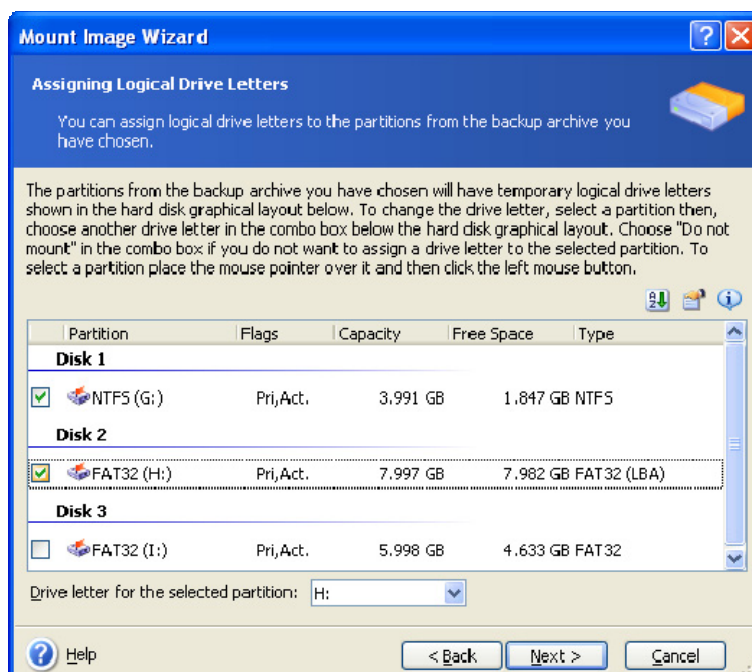 Mount Image Wizard
Assigning Logical Drive Letters
You can assign logical drive letters to the partitions from the backup archive you
have chosen.
The partitions from the backup archive you have chosen will have temporary logical drive letters
shown in the hard disk graphical layout below. To change the drive letter, select a partition then,
choose another drive letter in the combo box below the hard disk graphical layout. Choose "Do not
mount" in the combo box if you do not want to assign a drive letter to the selected partition. To
select a partition place the mouse pointer over it and then click the left mouse button.
Partition Flags Capacity Free Space Type
Disk 1
NTFS (G:) Pri,Act. 3.991 GB 1.847 GB NTFS
Disk 2
FAT32 (H:) Pri,Act. 7.997 GB 7.982 GB FAT32 (LBA)
Disk 3
FAT32 (I:) Pri,Act. 5.998 GB 4.633 GB FAT32
Drive letter for the selected partition: H:
Help < Back Next > Cancel